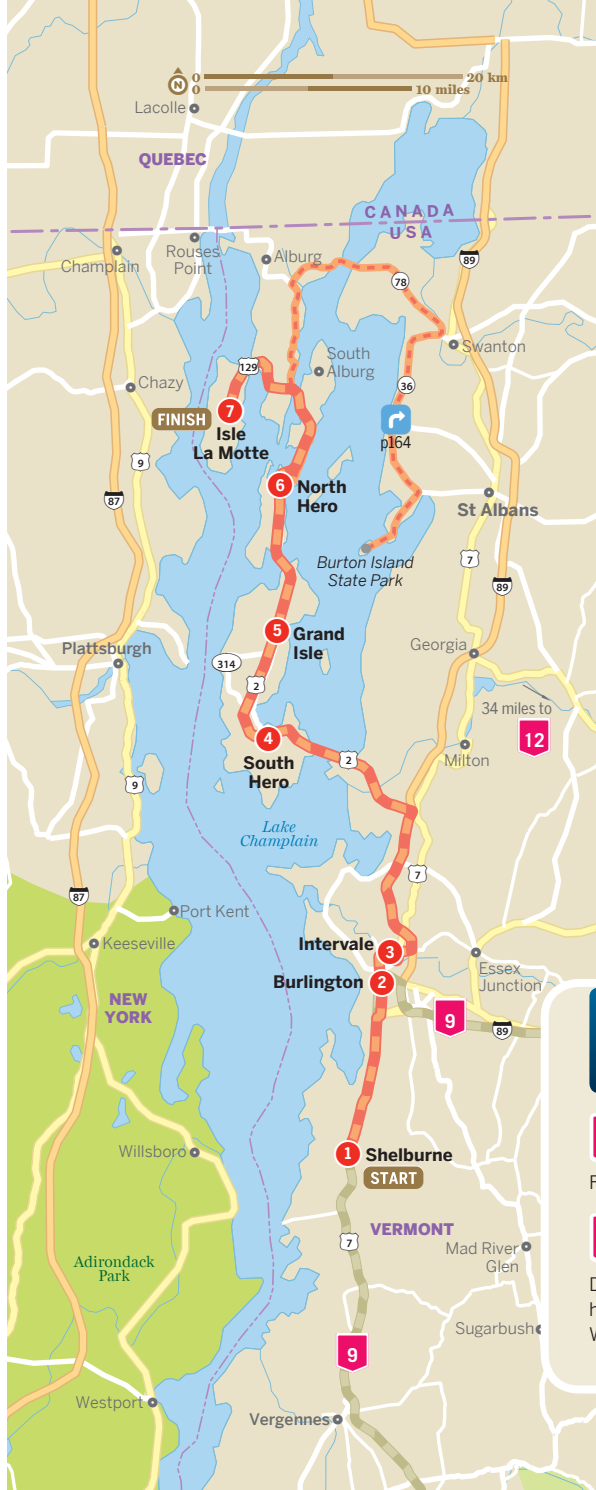 0 20 km
N
0 10 miles
Lacolle
QUEBEC
CANADA
USA
Champlain
Rouses
Point
Alburg
89
78
Swanton
South
Alburg
129
36
Chazy
FINISH
7
Isle
La Motte
p164
9
87
6
North
Hero
St Albans
Burton Island
State Park
7
89
5
Grand
Isle
Georgia
Plattsburgh
314
2
34 miles to
12
4
South
Hero
2
Milton
9
Lake
Champlain
7
87
Port Kent
Keeseville
Intervale
3
Essex
Junction
Burlington
2
NEW
YORK
9
89
Willsboro
1
Shelburne
START
F
7
VERMONT
Mad River
Glen
Adirondack
Park
D
h
W
Sugarbush
9
Westport
Vergennes